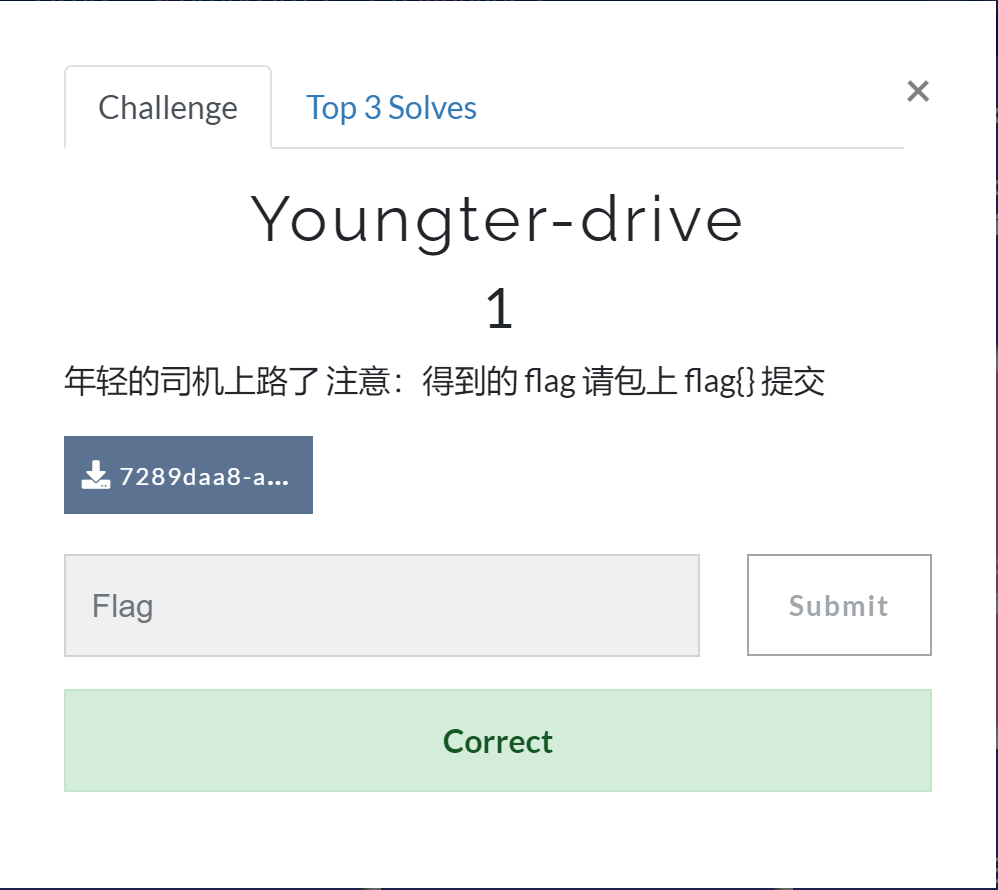 Challenge
Top 3 Solves
×
Youngter-drive
1
年轻的司机上路了 注意：得到的 flag 请包上 flag{} 提交
7289daa8-a...
Flag
Submit
Correct